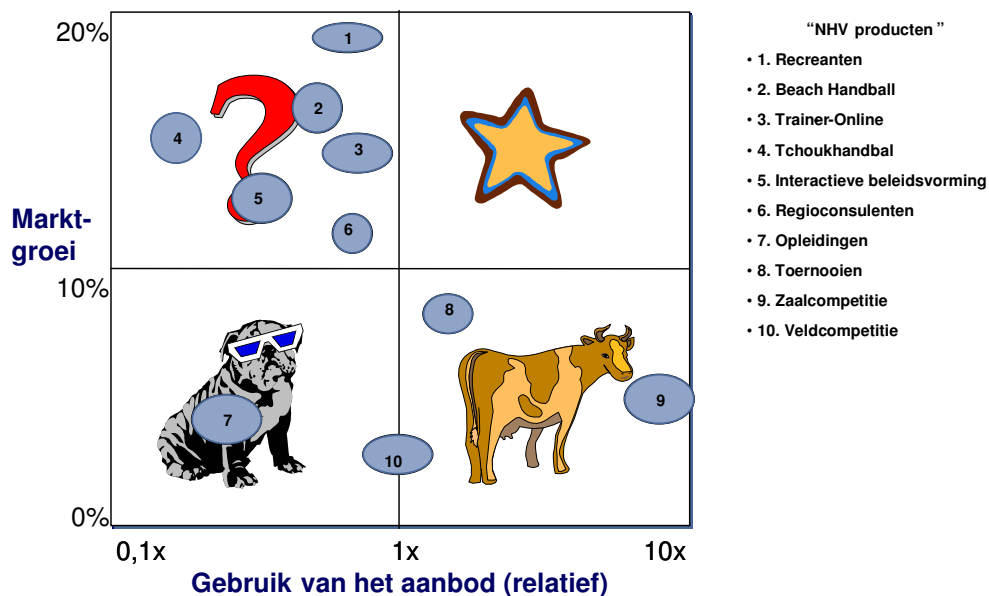 20%
Markt-
groei
10%
0%
0,1x
1x
10x
Gebruik van het aanbod (relatief)
1
2
3
4
5
6
7
8
9
10
“NHV producten”
• 1. Recreanten
• 2. Beach Handball
• 3. Trainer-Online
• 4. Tchoukhandbal
• 5. Interactieve beleidsvorming
• 6. Regioconsulenten
• 7. Opleidingen
• 8. Toernooien
• 9. Zaalcompetitie
• 10. Veldcompetitie